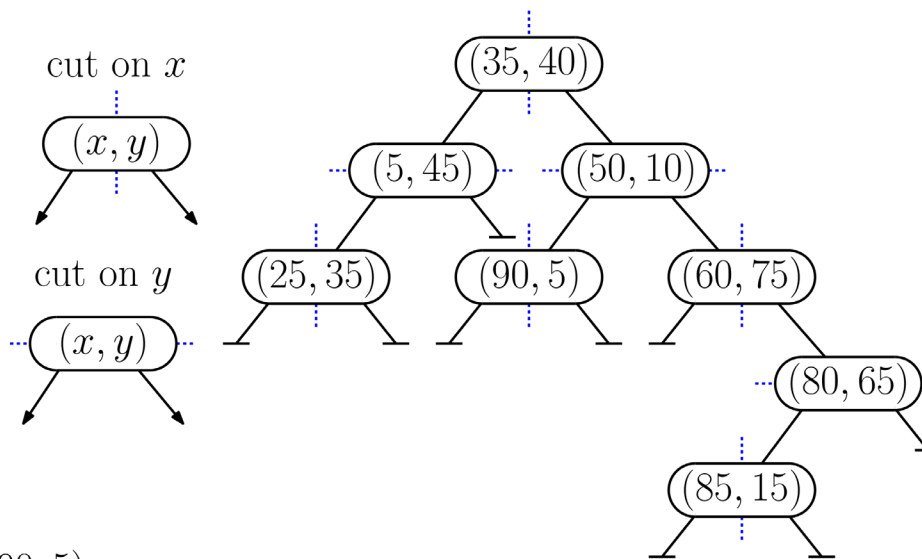 cut on x
(x, y)
cut on y
(x, y)
(35, 40)
(5, 45)
(50, 10)
(25, 35)
(90, 5)
(60, 75)
(80, 65)
(85, 15)